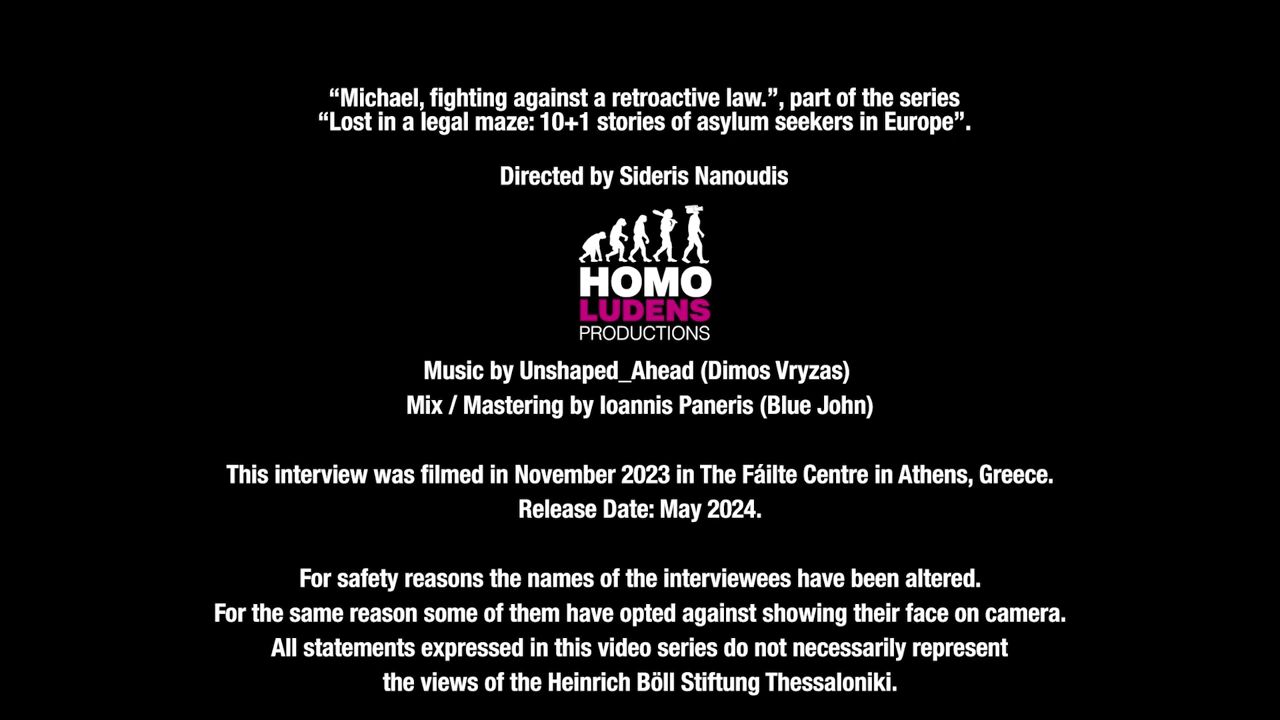 “Michael, fighting against a retroactive law.”, part of the series
“Lost in a legal maze: 10+1 stories of asylum seekers in Europe”.
Directed by Sideris Nanoudis
HOMO
LUDENS
PRODUCTIONS
Music by Unshaped_Ahead (Dimos Vryzas)
Mix / Mastering by Ioannis Paneris (Blue John)
This interview was filmed in November 2023 in The Fáilte Centre in Athens, Greece.
Release Date: May 2024.
For safety reasons the names of the interviewees have been altered.
For the same reason some of them have opted against showing their face on camera.
All statements expressed in this video series do not necessarily represent
the views of the Heinrich Böll Stiftung Thessaloniki.